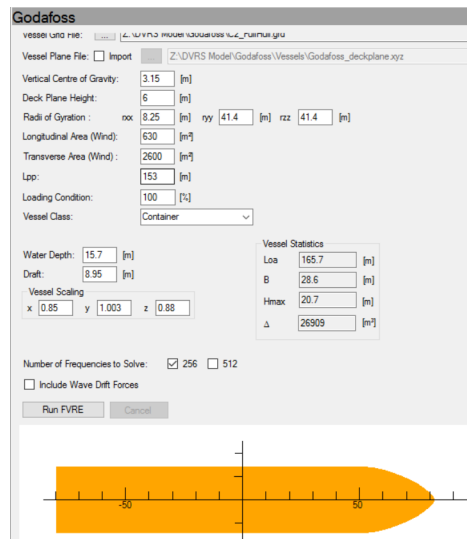 Godafoss
Vessel Grid File: ... Z:\DVRS Model\Godafoss\C2_FullHull.grd
Vessel Plane File: Import ... Z:\DVRS Model\Godafoss\Vessels\Godafoss_deckplane.xyz
Vertical Centre of Gravity: 3.15 [m]
Deck Plane Height: 6 [m]
Radii of Gyration : rxx 8.25 [m] ryy 41.4 [m] rzz 41.4 [m]
Longitudinal Area (Wind): 630 [m²]
Transverse Area (Wind) : 2600 [m²]
Lpp: 153 [m]
Loading Condition: 100 [%]
Vessel Class: Container
Water Depth: 15.7 [m]
Draft: 8.95 [m]
Vessel Scaling
x 0.85 y 1.003 z 0.88
Vessel Statistics
Loa 165.7 [m]
B 28.6 [m]
Hmax 20.7 [m]
Δ 26909 [m³]
Number of Frequencies to Solve: 256 512
Include Wave Drift Forces
Run FVRE Cancel
-50 50